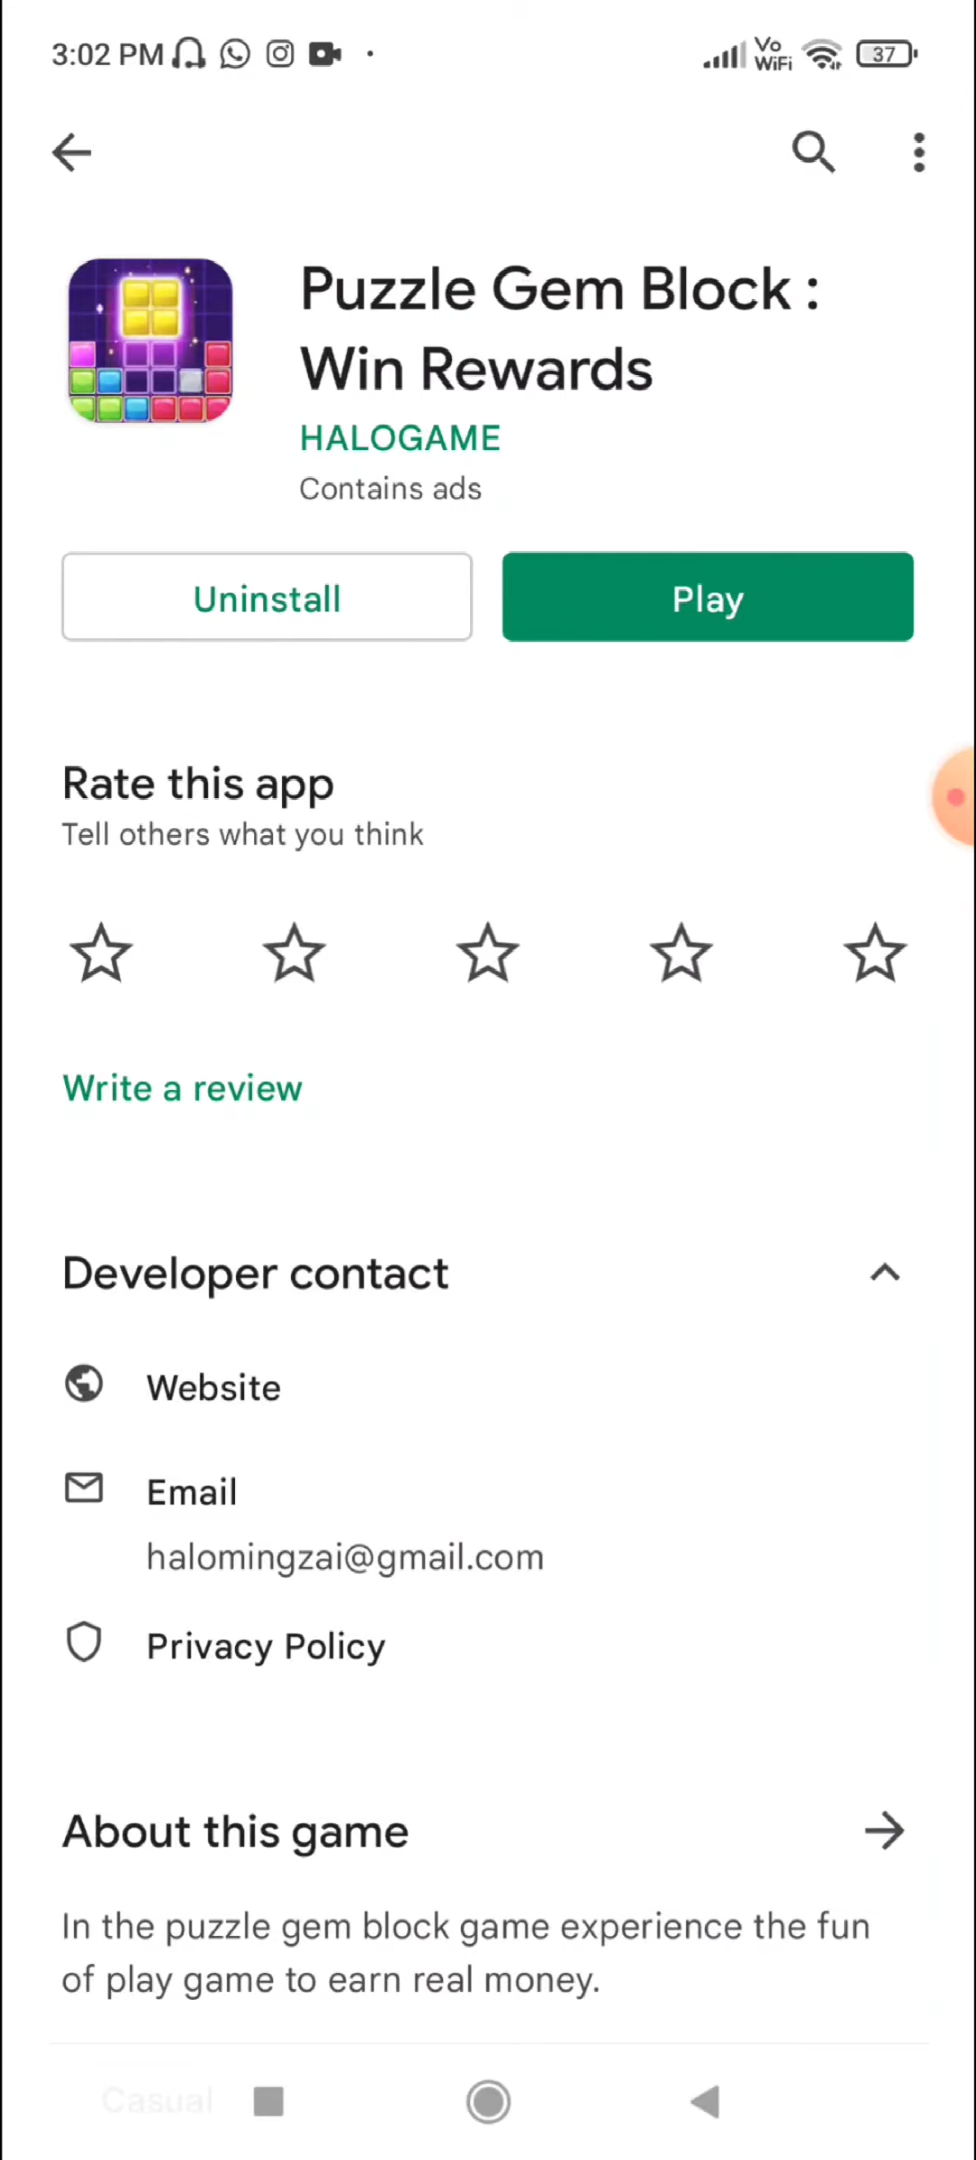 3:02 PM
Vo
WiFi
37
Puzzle Gem Block :
Win Rewards
HALOGAME
Contains ads
Uninstall
Play
Rate this app
Tell others what you think
Write a review
Developer contact
Website
Email
halomingzai@gmail.com
Privacy Policy
About this game
In the puzzle gem block game experience the fun
of play game to earn real money.
Casual